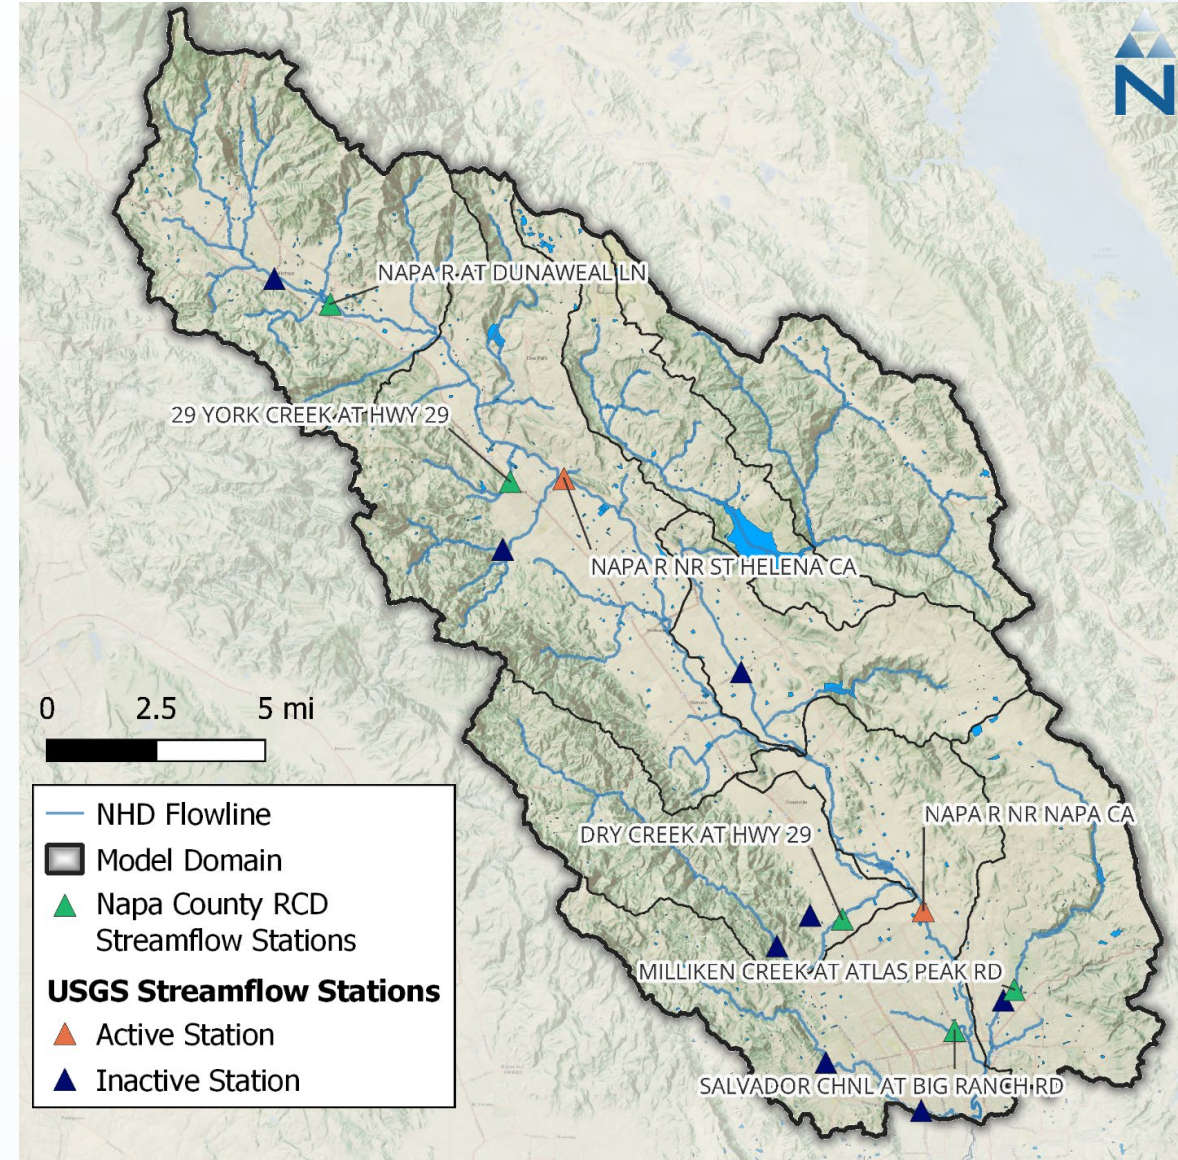 N
NAPA R AT DUNAWEAL LN
29 YORK CREEK AT HWY 29
NAPA R NR ST HELENA CA
0 2.5 5 mi
NHD Flowline
Model Domain
Napa County RCD
Streamflow Stations
USGS Streamflow Stations
Active Station
Inactive Station
NAPA R NR NAPA CA
DRY CREEK AT HWY 29
MILLIKEN CREEK AT ATLAS PEAK RD
SALVADOR CHNL AT BIG RANCH RD